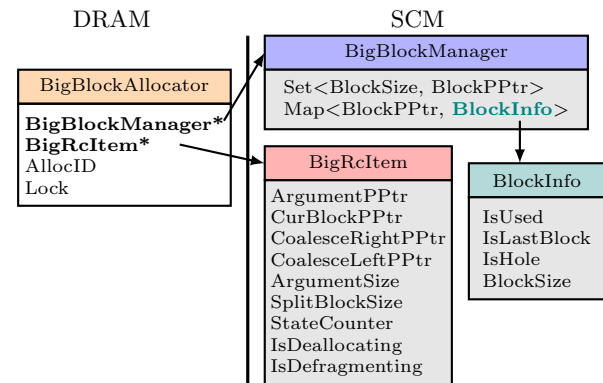 DRAM
SCM
BigBlockAllocator
BigBlockManager*
BigRcItem*
AllocID
Lock
BigBlockManager
Set<BlockSize, BlockPPtr>
Map<BlockPPtr, BlockInfo>
BigRcItem
ArgumentPPtr
CurBlockPPtr
CoalesceRightPPtr
CoalesceLeftPPtr
ArgumentSize
SplitBlockSize
StateCounter
IsDeallocating
IsDefragmenting
BlockInfo
IsUsed
IsLastBlock
IsHole
BlockSize